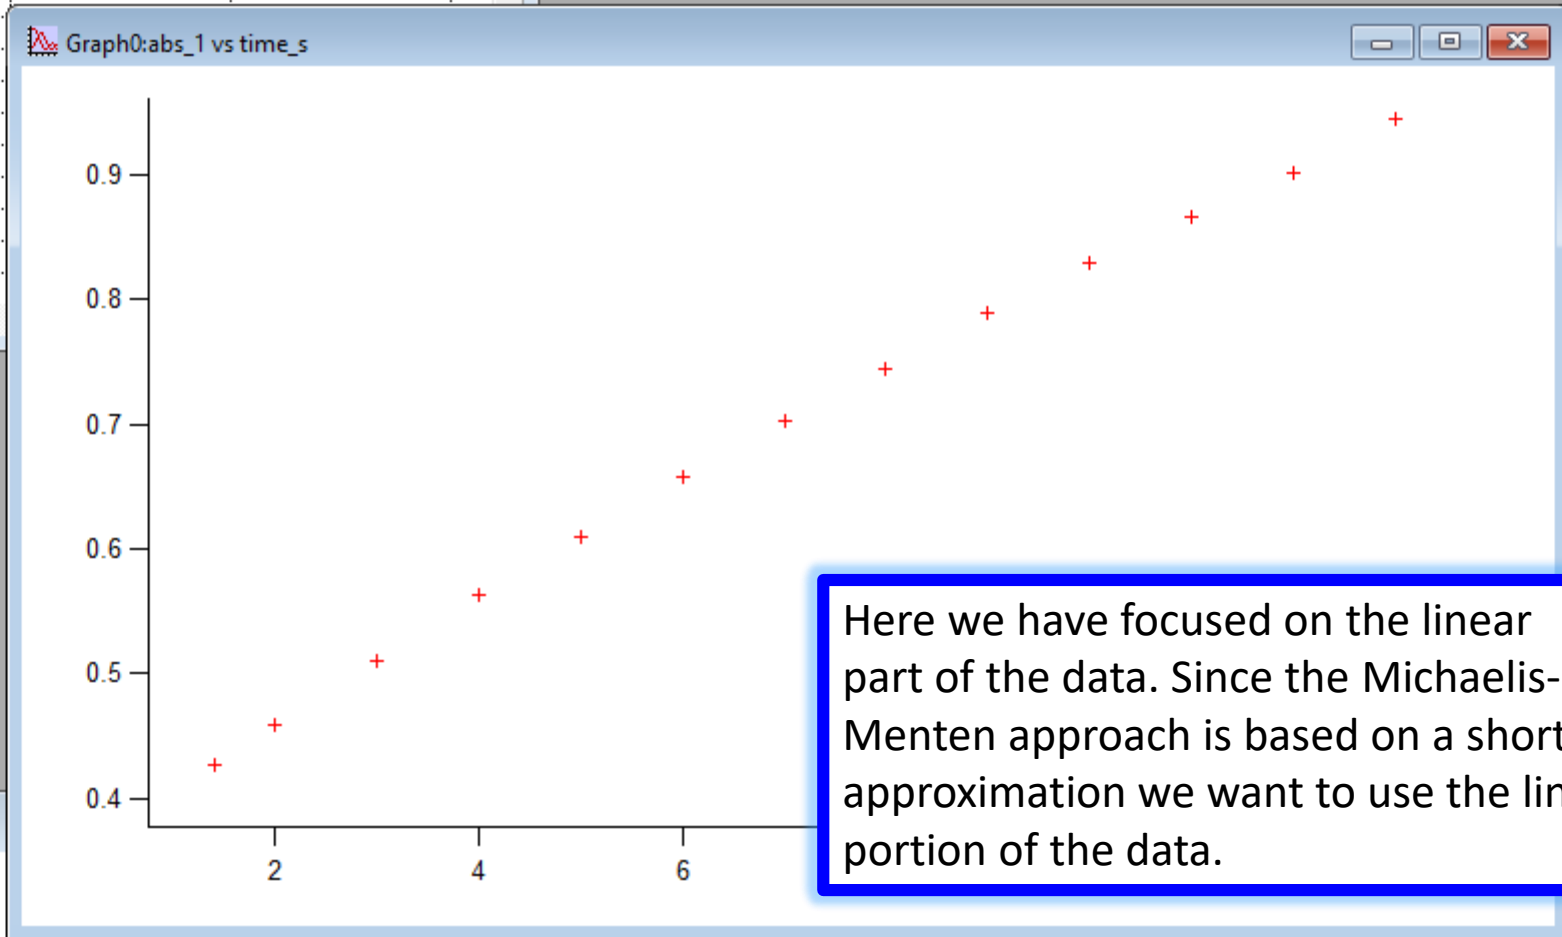 Graph0:abs_1 vs time_s
0.9
0.8
0.7
0.6
0.5
0.4
2
4
6
Here we have focused on the linear
part of the data. Since the Michaelis-
Menten approach is based on a short
approximation we want to use the lin
portion of the data.